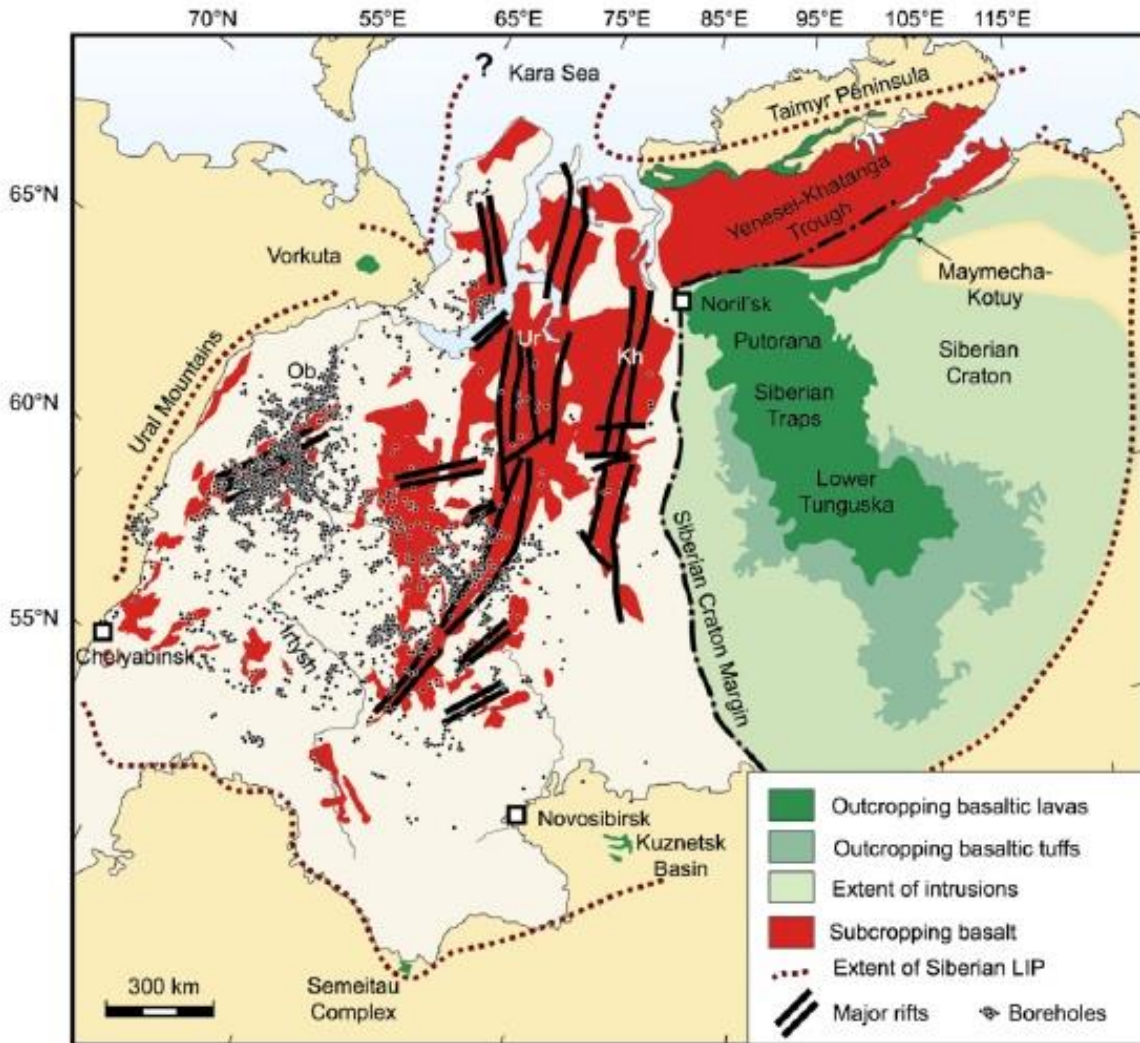 70°N 55°E 65°E 75°E 85°E 95°E 105°E 115°E
? Kara Sea
Taimyr Peninsula
65°N
Yenesei-Khatanga
Trough
Vorkuta
Maymecha-
Kotuy
Noril'sk
Ural Mountains
Ur
Kh
Putorana
Siberian
Craton
Ob
60°N
Siberian
Traps
Lower
Tunguska
Siberian Craton Margin
55°N
Chelyabinsk
Irtysh
Novosibirsk
Kuznetsk
Basin
Semeitau
Complex
300 km
Outcropping basaltic lavas
Outcropping basaltic tuffs
Extent of intrusions
Subcropping basalt
Extent of Siberian LIP
Major rifts
Boreholes